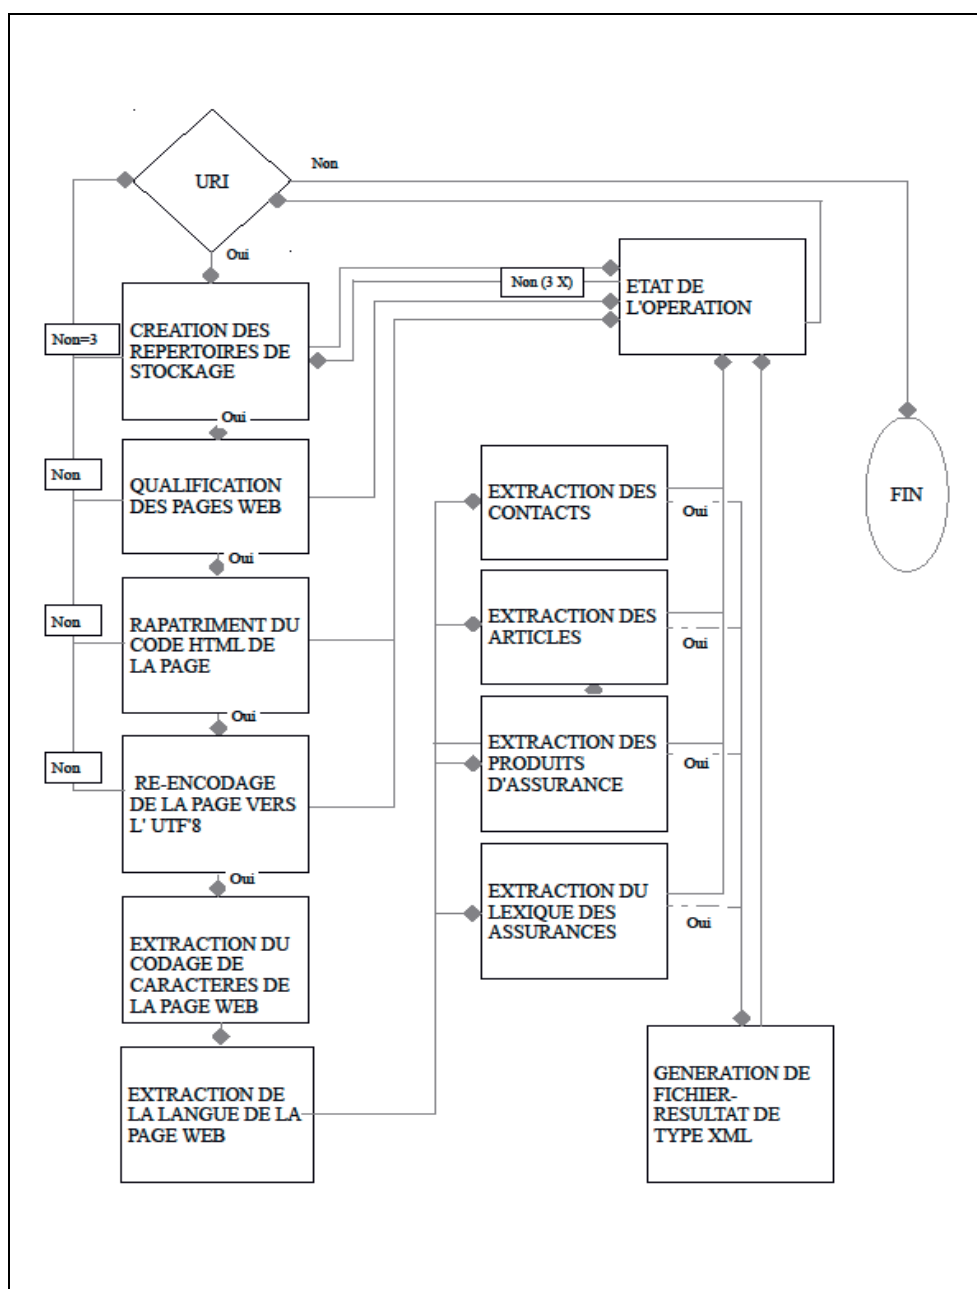 Non
URI
Oui
Non (3 X)
ETAT DE
L'OPERATION
Non=3
CREATION DES
REPERTOIRES DE
STOCKAGE
Oui
Non
QUALIFICATION
DES PAGES WEB
EXTRACTION DES
CONTACTS
Oui
FIN
Oui
Non
RAPATRIMENT DU
CODE HTML DE
LA PAGE
EXTRACTION DES
ARTICLES
Oui
Oui
Non
RE-ENCODAGE
DE LA PAGE VERS
L' UTF'8
EXTRACTION DES
PRODUITS
D'ASSURANCE
Oui
Oui
EXTRACTION DU
LEXIQUE DES
ASSURANCES
Oui
EXTRACTION DU
CODAGE DE
CARACTERES DE
LA PAGE WEB
EXTRACTION DE
LA LANGUE DE LA
PAGE WEB
GENERATION DE
FICHIER-
RESULTAT DE
TYPE XML